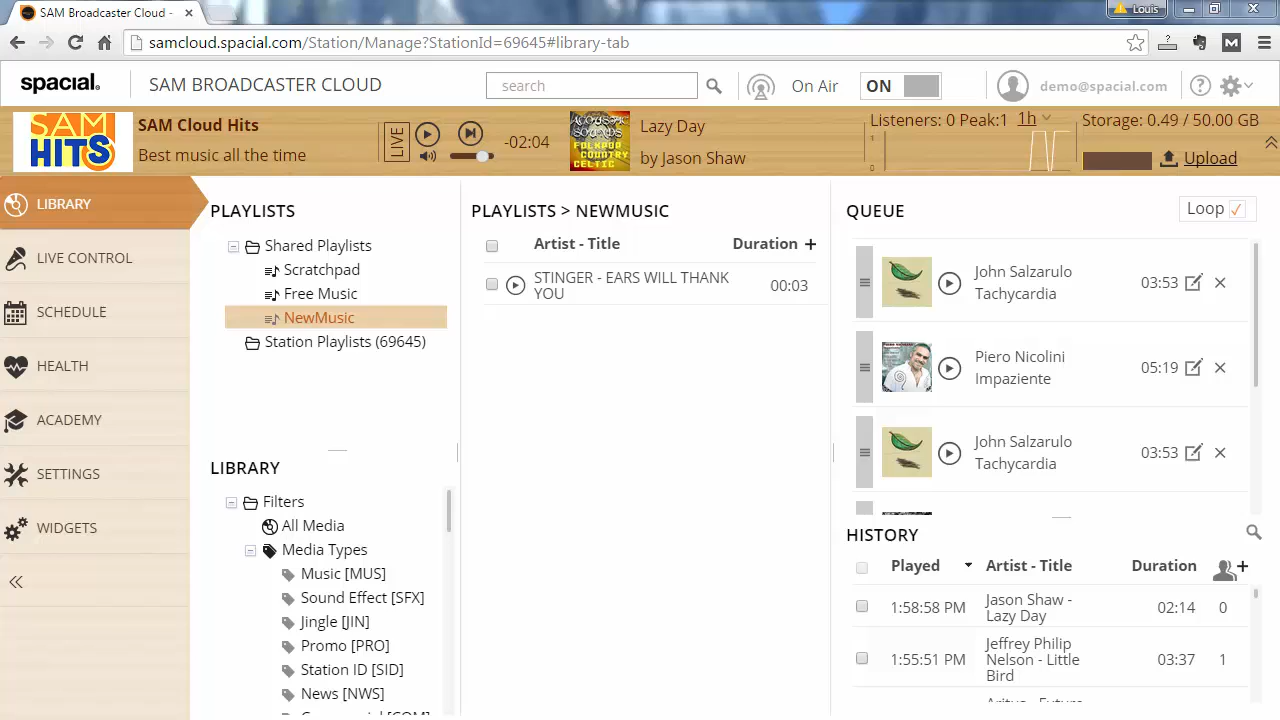 SAM Broadcaster Cloud -
Louis
samcloud.spacial.com/Station/Manage?StationId=69645#library-tab
spacial.
SAM BROADCASTER CLOUD
search
On Air
ON
demo@spacial.com
SAM
HITS
SAM Cloud Hits
Best music all the time
LIVE
-02:04
ACOUSTIC
SOUNDS
FOLKPOP
COUNTRY
CELTIC
Lazy Day
by Jason Shaw
Listeners: 0 Peak:1 1h
1
0
Storage: 0.49 / 50.00 GB
Upload
LIBRARY
LIVE CONTROL
SCHEDULE
HEALTH
ACADEMY
SETTINGS
WIDGETS
PLAYLISTS
Shared Playlists
Scratchpad
Free Music
NewMusic
Station Playlists (69645)
LIBRARY
Filters
All Media
Media Types
Music [MUS]
Sound Effect [SFX]
Jingle [JIN]
Promo [PRO]
Station ID [SID]
News [NWS]
PLAYLISTS > NEWMUSIC
Artist - Title Duration +
STINGER - EARS WILL THANK
YOU
00:03
QUEUE
Loop
John Salzarulo
Tachycardia
03:53
Piero Nicolini
Impaziente
05:19
John Salzarulo
Tachycardia
03:53
HISTORY
Played Artist - Title Duration +
1:58:58 PM
Jason Shaw -
Lazy Day
02:14 0
1:55:51 PM
Jeffrey Philip
Nelson - Little
Bird
03:37 1